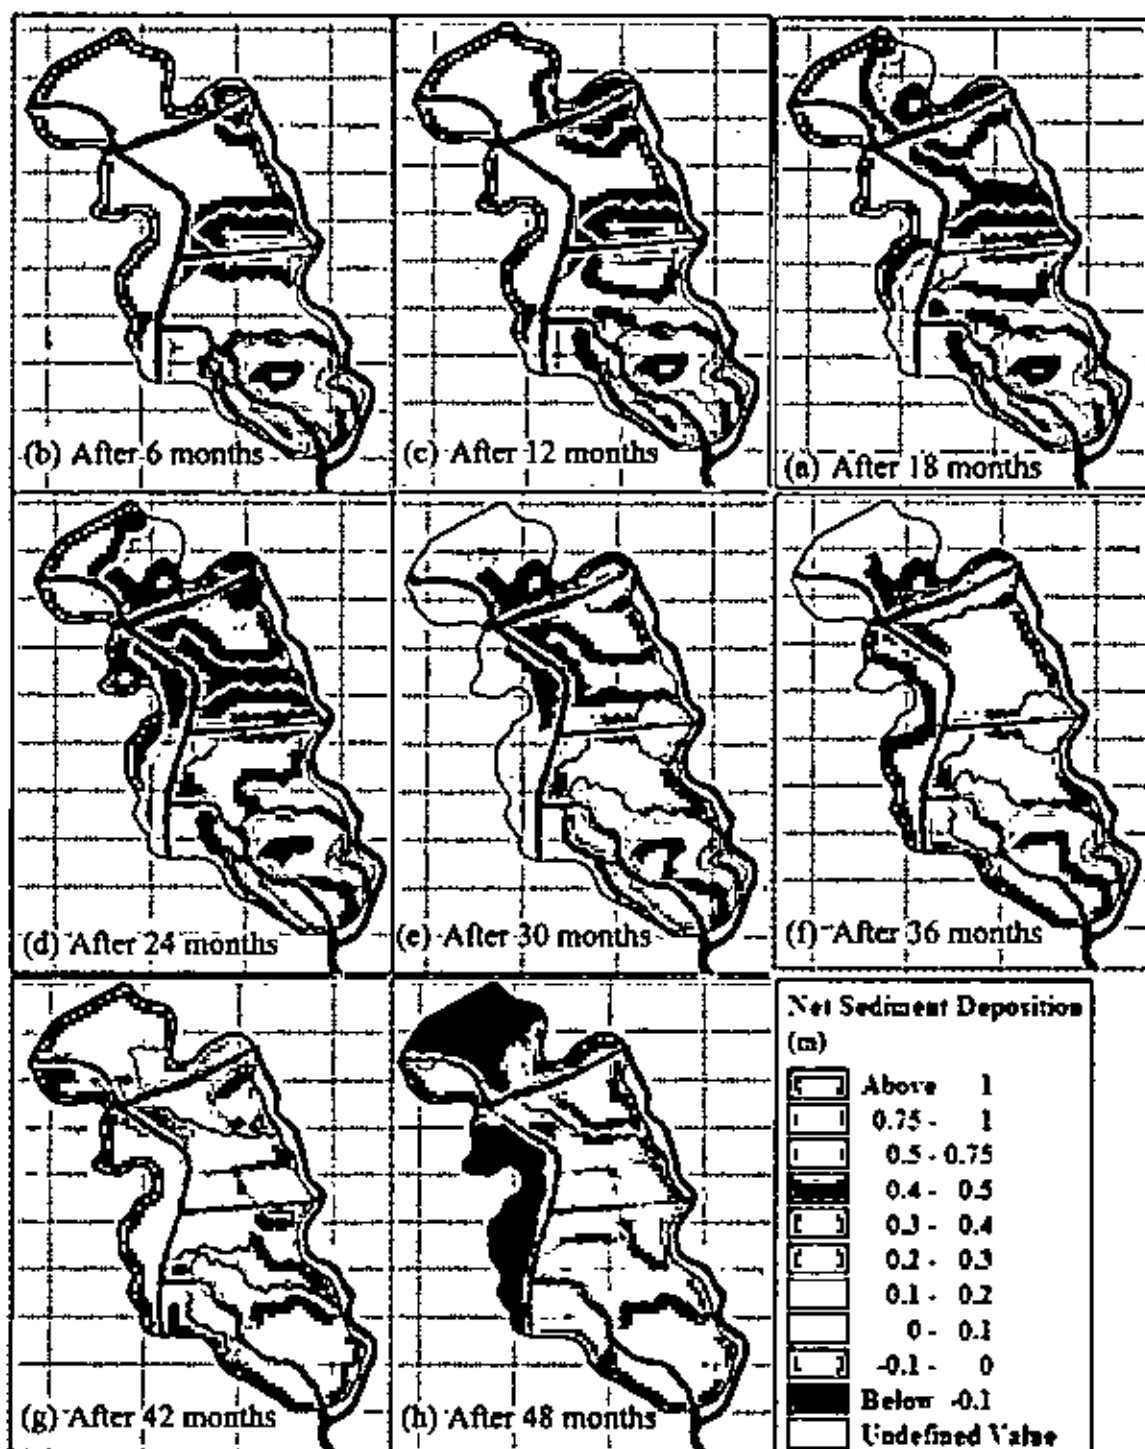 (b) After 6 months
(c) After 12 months
(a) After 18 months
(d) After 24 months
(e) After 30 months
(f) After 36 months
(g) After 42 months
(h) After 48 months
Net Sediment Deposition
(m)
Above 1
0.75 - 1
0.5 - 0.75
0.4 - 0.5
0.3 - 0.4
0.2 - 0.3
0.1 - 0.2
0 - 0.1
-0.1 - 0
Below -0.1
Undefined Value